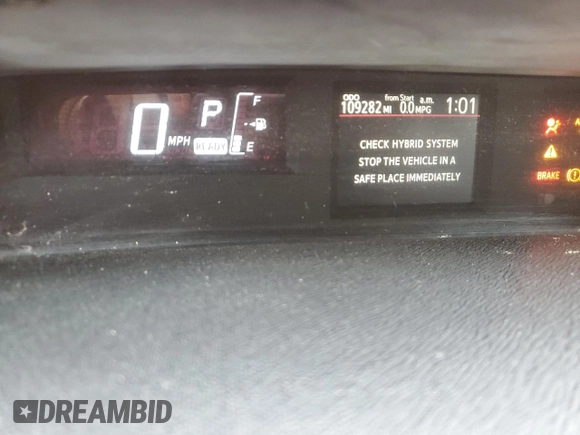 0 MPH
P
READY
F
E
ODO
109282 MI
from Start
0.0 MPG
a.m.
1:01
CHECK HYBRID SYSTEM
STOP THE VEHICLE IN A
SAFE PLACE IMMEDIATELY
BRAKE
DREAMBID